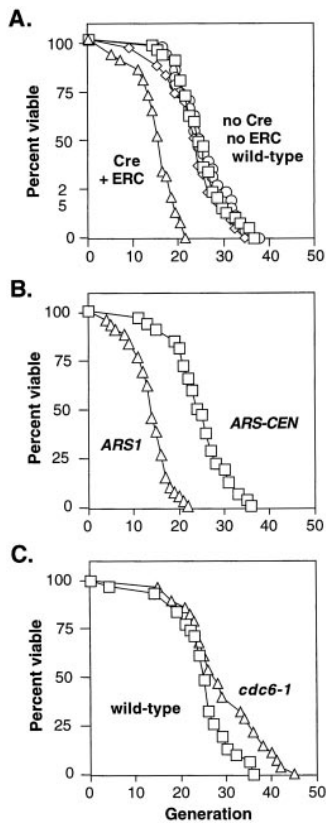 A.
Percent viable
100
75
50
2
5
0
Cre
+ ERC
no Cre
no ERC
wild-type
0 10 20 30 40 50
B.
Percent viable
100
75
50
25
0
ARS1
ARS-CEN
0 10 20 30 40 50
C.
Percent viable
100
75
50
25
0
wild-type
cdc6-1
0 10 20 30 40 50
Generation